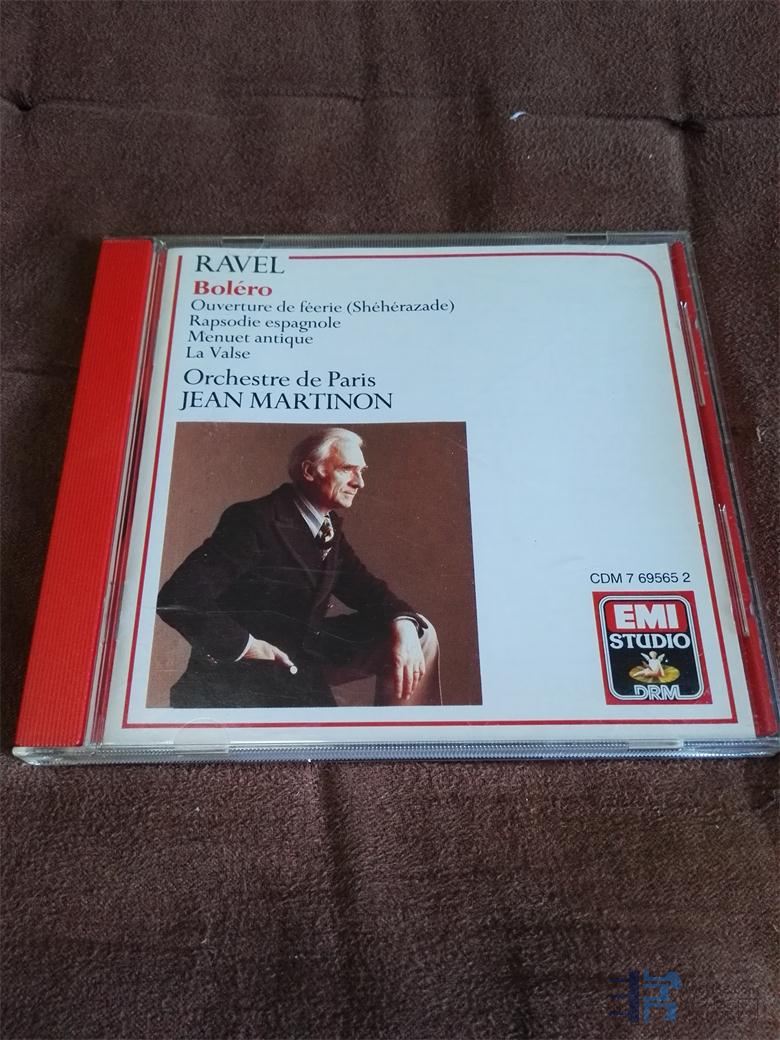 RAVEL
Boléro
Ouverture de féerie (Shéhérazade)
Rapsodie espagnole
Menuet antique
La Valse
Orchestre de Paris
JEAN MARTINON
CDM 7 69565 2
EMI
STUDIO
DRM